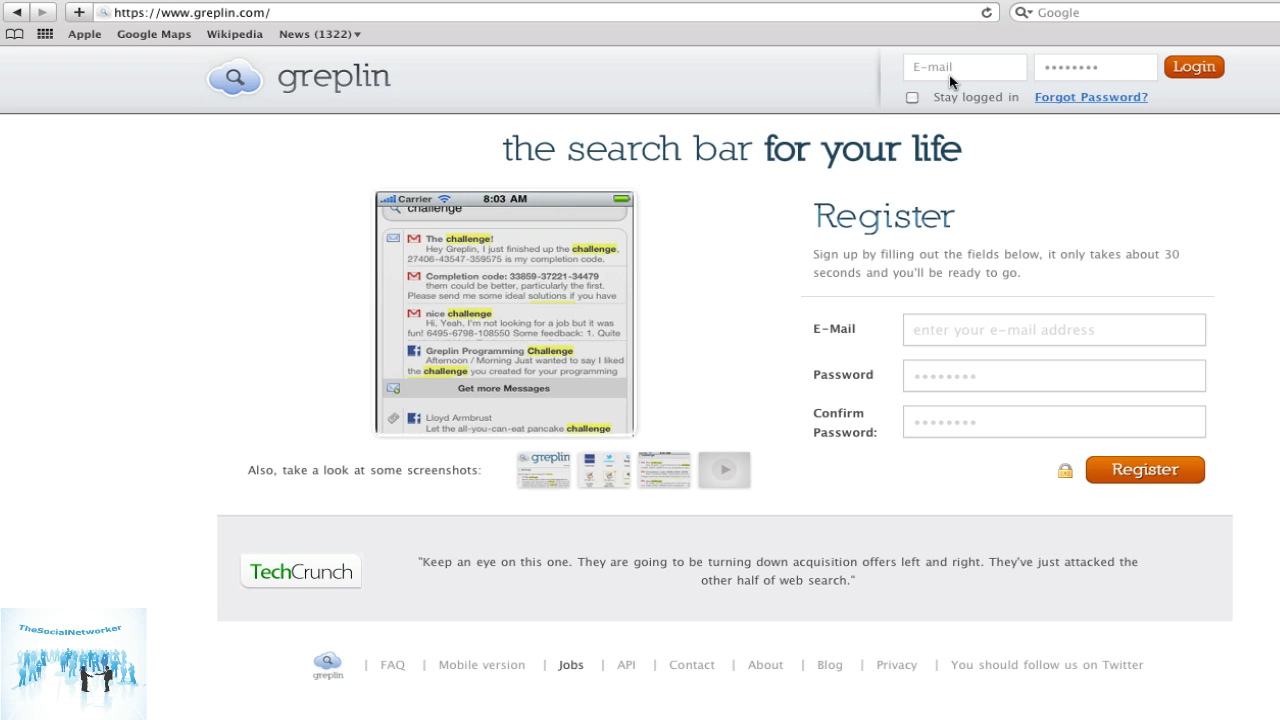 https://www.greplin.com/
Google
Apple
Google Maps
Wikipedia
News (1322)
greplin
E-mail
Login
Stay logged in
Forgot Password?
the search bar for your life
Carrier
8:03 AM
challenge
The challenge!
Hey Greplin, I just finished up the challenge.
27406-43547-359575 is my completion code.
Completion code: 33859-37221-34479
them could be better, particularly the first.
Please send me some ideal solutions if you have
nice challenge
Hi, Yeah, I'm not looking for a job but it was
fun! 6495-6798-108550 Some feedback: 1. Quite
Greplin Programming Challenge
Afternoon / Morning Just wanted to say I liked
the challenge you created for your programming
Get more Messages
Lloyd Armbrust
Let the all-you-can-eat pancake challenge
Register
Sign up by filling out the fields below, it only takes about 30
seconds and you'll be ready to go.
E-Mail
enter your e-mail address
Password
Confirm
Password:
Register
Also, take a look at some screenshots:
greplin
TechCrunch
"Keep an eye on this one. They are going to be turning down acquisition offers left and right. They've just attacked the
other half of web search."
TheSocialNetworker
greplin
| FAQ | Mobile version | Jobs | API | Contact | About | Blog | Privacy | You should follow us on Twitter